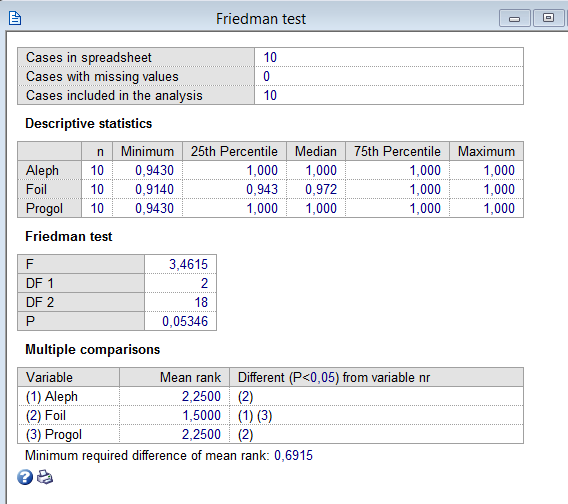 Friedman test
Cases in spreadsheet 10
Cases with missing values 0
Cases included in the analysis 10
Descriptive statistics
n Minimum 25th Percentile Median 75th Percentile Maximum
Aleph 10 0,9430 1,000 1,000 1,000 1,000
Foil 10 0,9140 0,943 0,972 1,000 1,000
Progol 10 0,9430 1,000 1,000 1,000 1,000
Friedman test
F 3,4615
DF 1 2
DF 2 18
P 0,05346
Multiple comparisons
Variable Mean rank Different (P<0,05) from variable nr
(1) Aleph 2,2500 (2)
(2) Foil 1,5000 (1) (3)
(3) Progol 2,2500 (2)
Minimum required difference of mean rank: 0,6915
?